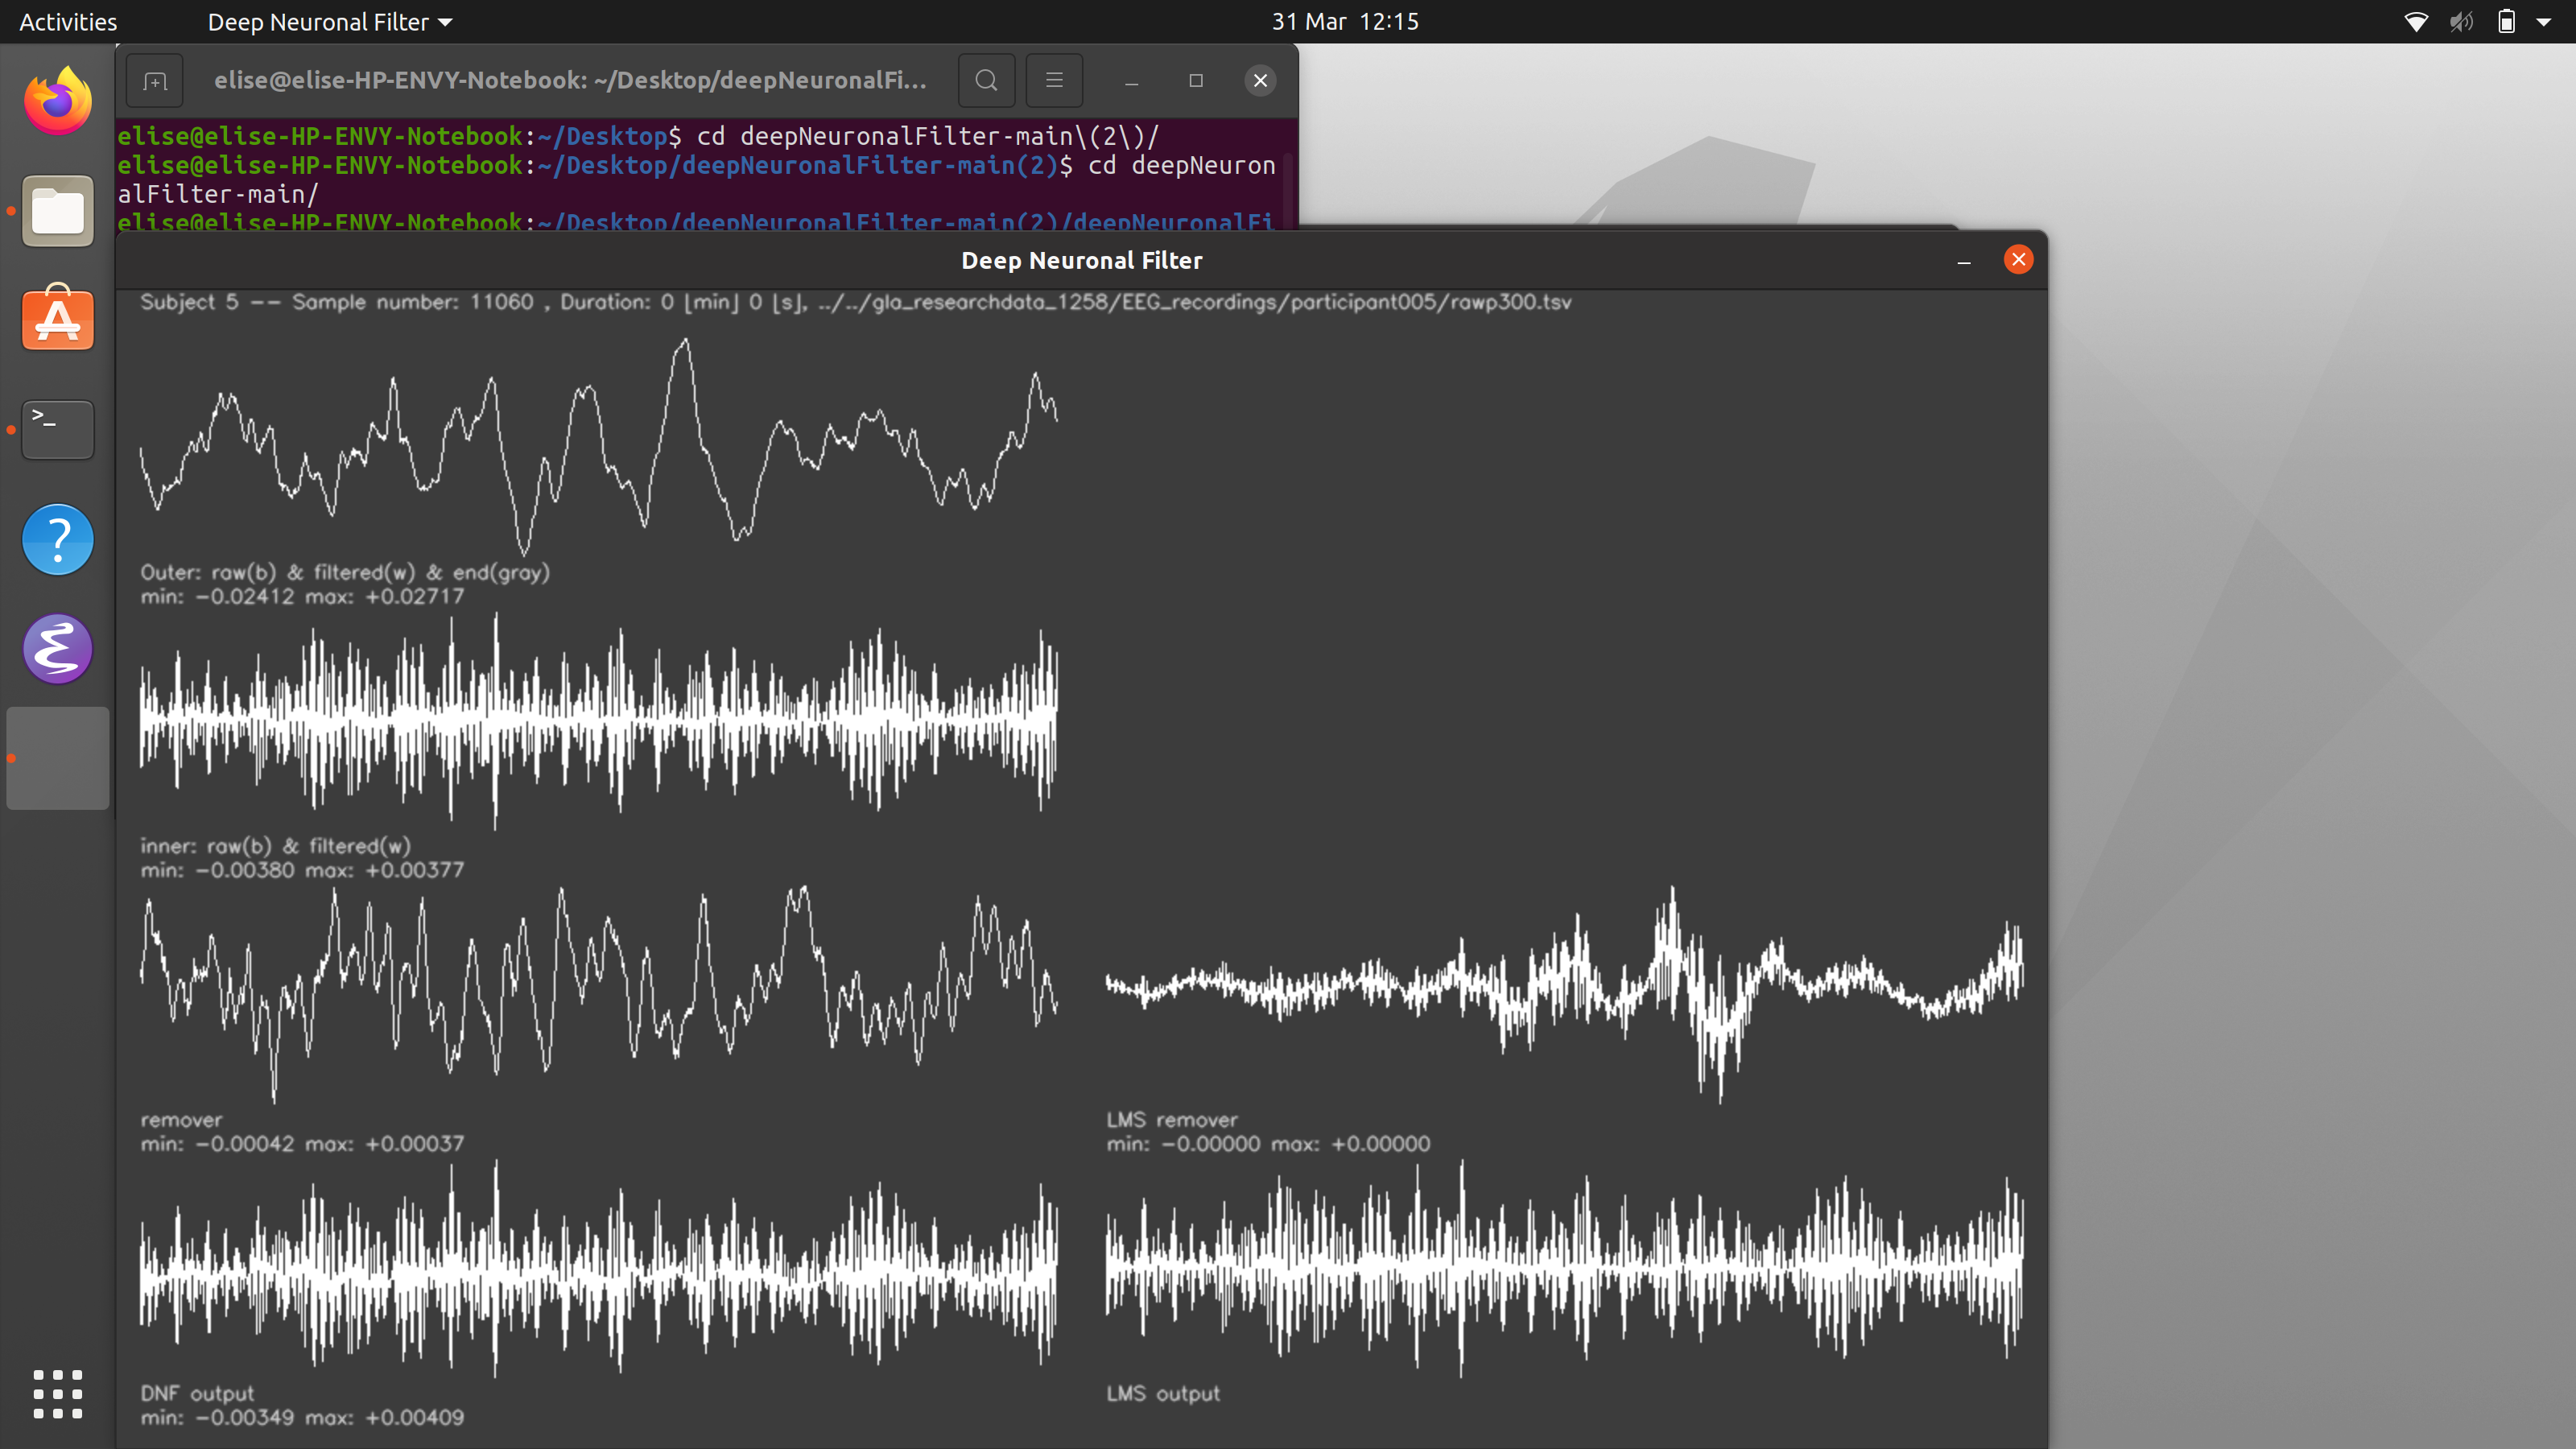 Activities Deep Neuronal Filter 31 Mar 12:15
elise@elise-HP-ENVY-Notebook: ~/Desktop/deepNeuronalFi...
elise@elise-HP-ENVY-Notebook:~/Desktop$ cd deepNeuronalFilter-main\(2\)/
elise@elise-HP-ENVY-Notebook:~/Desktop/deepNeuronalFilter-main(2)$ cd deepNeuron
alFilter-main/
elise@elise-HP-ENVY-Notebook:~/Desktop/deepNeuronalFilter-main(2)/deepNeuronalFi
Deep Neuronal Filter
Subject 5 -- Sample number: 11060 , Duration: 0 [min] 0 [s], ../../gla_researchdata_1258/EEG_recordings/participant005/rawp300.tsv
Outer: raw(b) & filtered(w) & end(gray)
min: -0.02412 max: +0.02717
inner: raw(b) & filtered(w)
min: -0.00380 max: +0.00377
remover
min: -0.00042 max: +0.00037
LMS remover
min: -0.00000 max: +0.00000
DNF output
min: -0.00349 max: +0.00409
LMS output